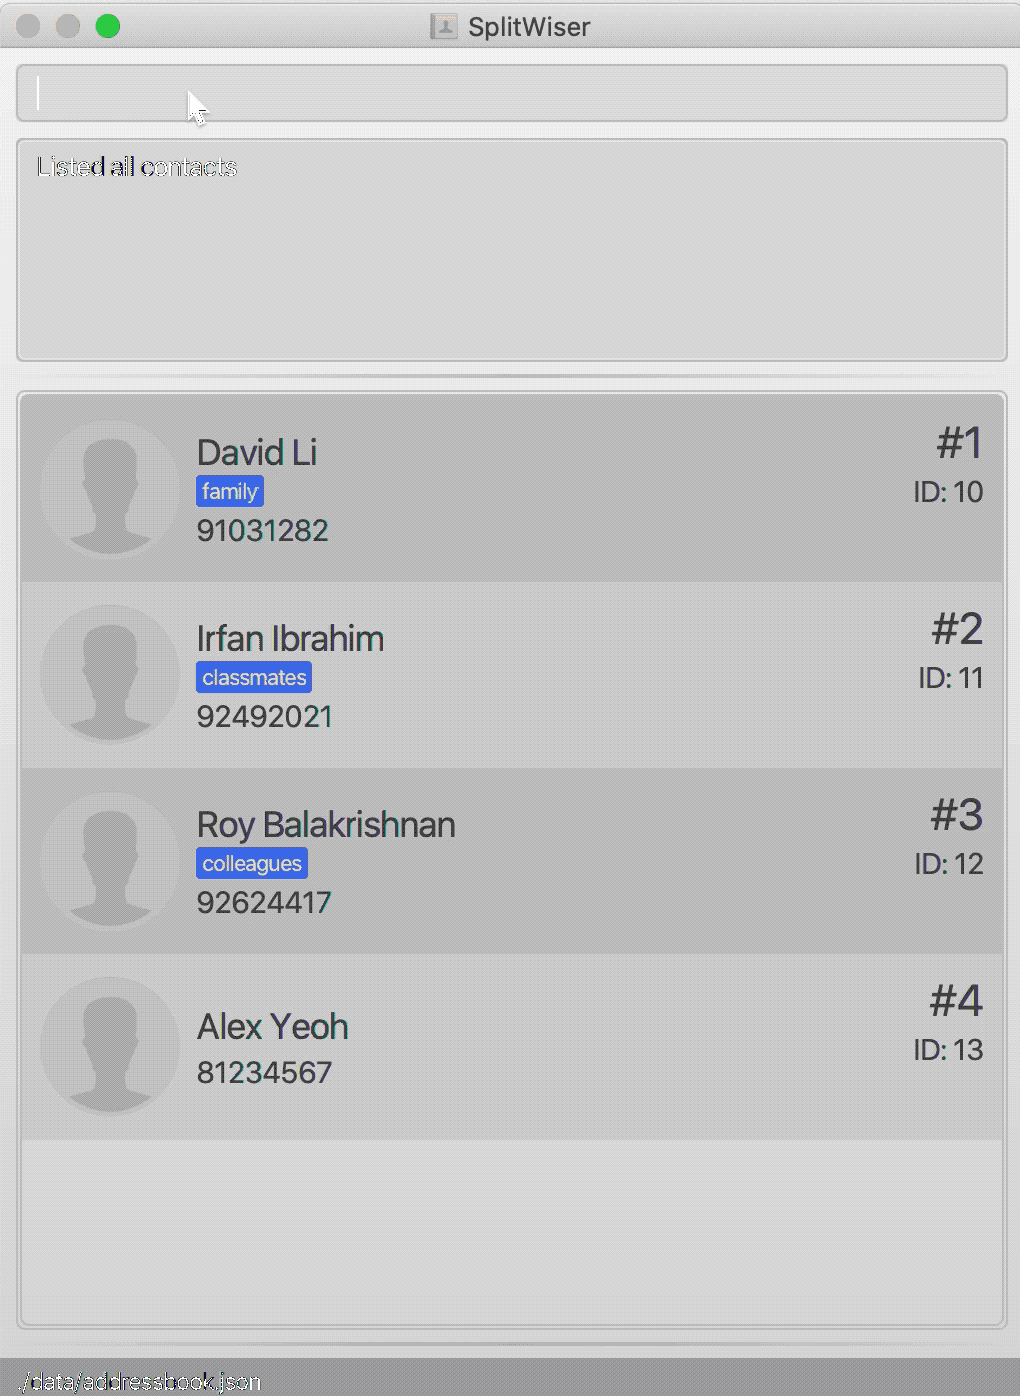 SplitWiser
Listed all contacts
David Li
#1
family
ID: 10
91031282
Irfan Ibrahim
#2
classmates
ID: 11
92492021
Roy Balakrishnan
#3
colleagues
ID: 12
92624417
Alex Yeoh
#4
ID: 13
81234567
./data/addressbook.json